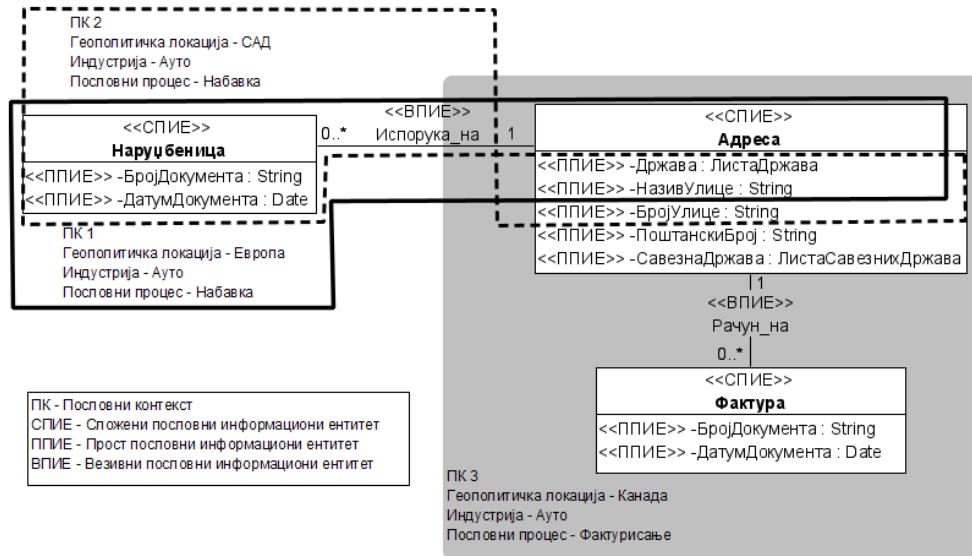 ПК 2
Геополитичка локација - САД
Индустрија - Ауто
Пословни процес - Набавка
<<СПИЕ>>
Наруџбеница
<<ППИЕ>> -БројДокумента : String
<<ППИЕ>> -ДатумДокумента : Date
0..*
<<ВПИЕ>>
Испорука_на
1
<<СПИЕ>>
Адреса
<<ППИЕ>> -Држава : ЛистаДржава
<<ППИЕ>> -НазивУлице : String
<<ППИЕ>> -БројУлице : String
<<ППИЕ>> -ПоштанскиБрој : String
<<ППИЕ>> -СавезнаДржава : ЛистаСавезнихДржава
ПК 1
Геополитичка локација - Европа
Индустрија - Ауто
Пословни процес - Набавка
1
<<ВПИЕ>>
Рачун_на
0..*
<<СПИЕ>>
Фактура
<<ППИЕ>> -БројДокумента : String
<<ППИЕ>> -ДатумДокумента : Date
ПК - Пословни контекст
СПИЕ - Сложени пословни информациони ентитет
ППИЕ - Прост пословни информациони ентитет
ВПИЕ - Везивни пословни информациони ентитет
ПК 3
Геополитичка локација - Канада
Индустрија - Ауто
Пословни процес - Фактурисање